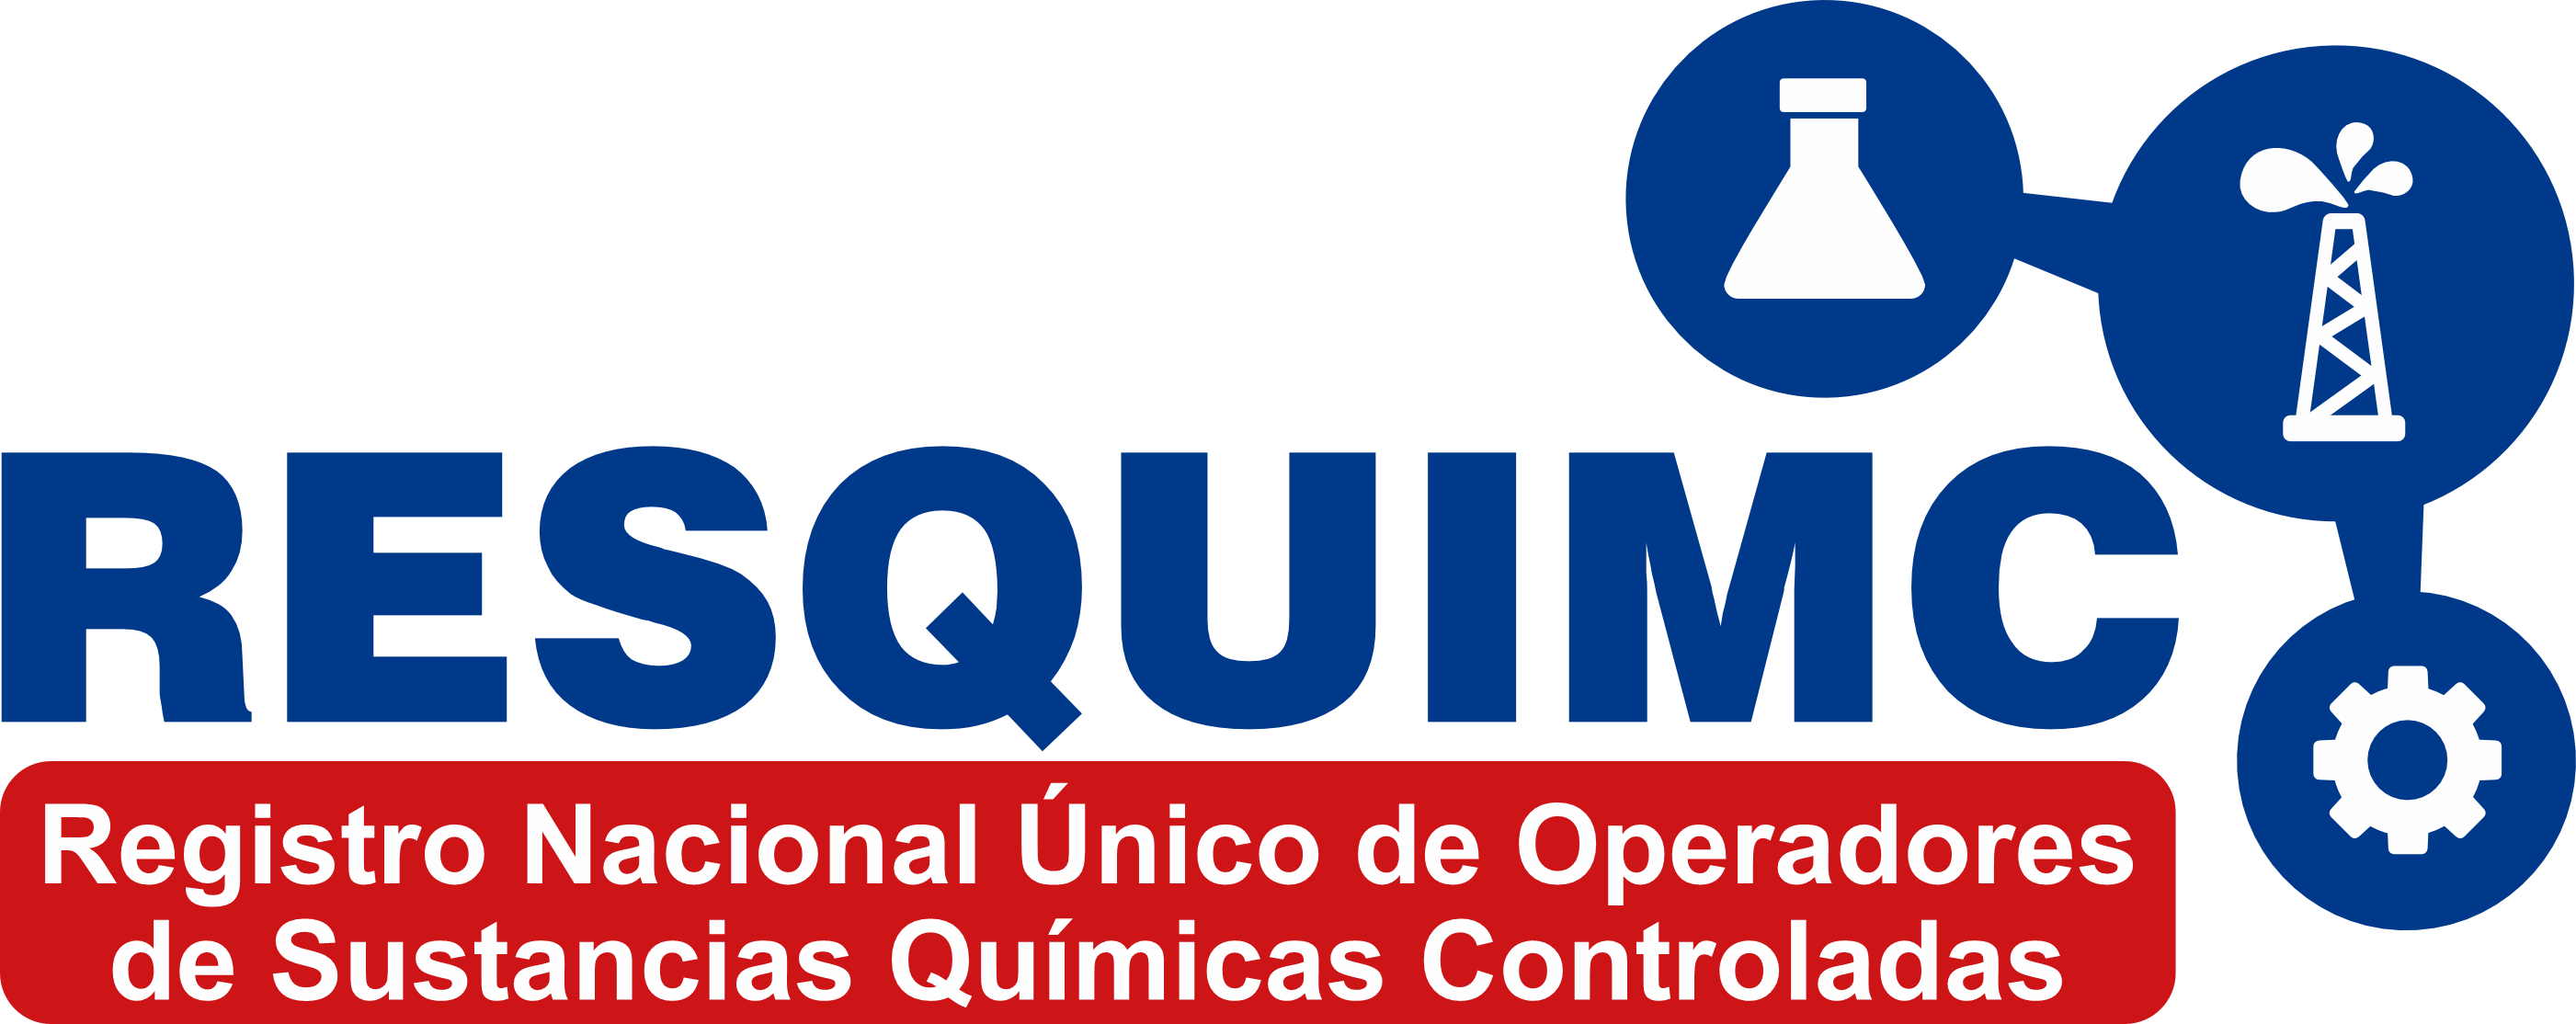 RESQUIMC
Registro Nacional Único de Operadores
de Sustancias Químicas Controladas